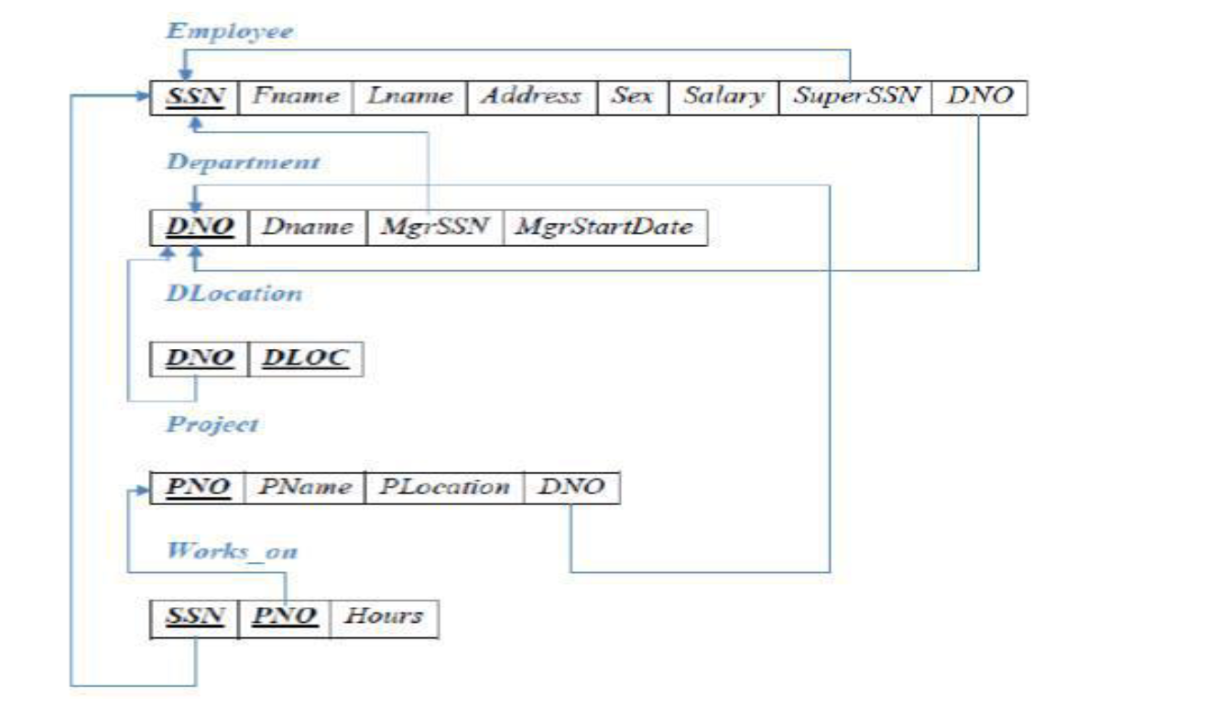 Employee
SSN Fname Lname Address Sex Salary SuperSSN DNO
Department
DNO Dname MgrSSN MgrStartDate
DLocation
DNO DLOC
Project
PNO PName PLocation DNO
Works_on
SSN PNO Hours